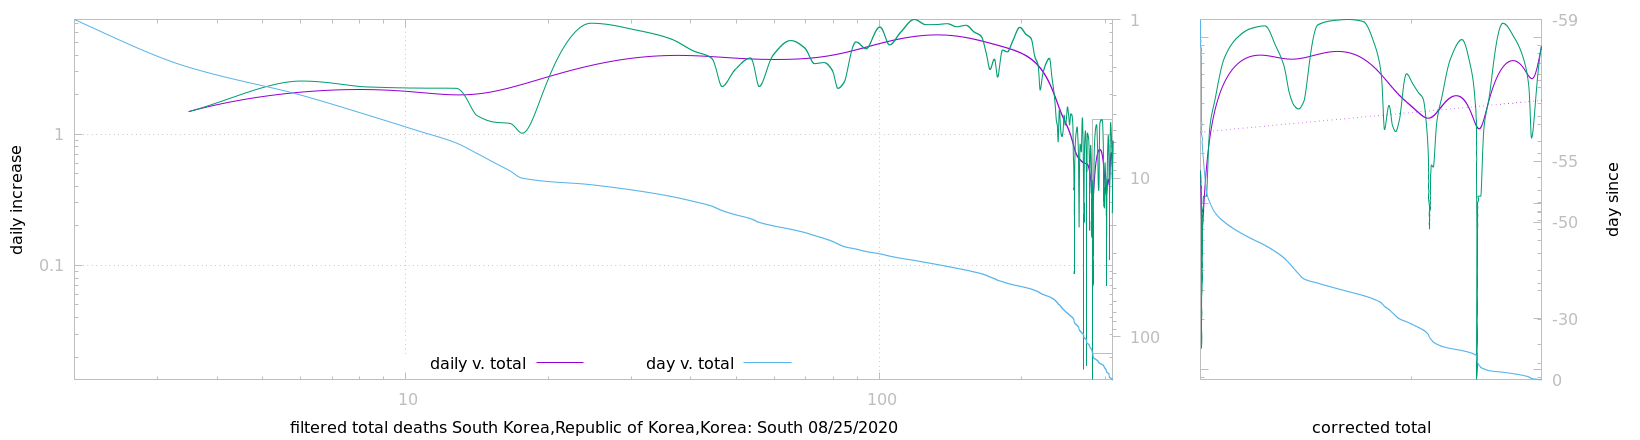 1
-59
1
daily increase
-55
10
day since
-50
0.1
-30
100
daily v. total
day v. total
0
10
100
filtered total deaths South Korea,Republic of Korea,Korea: South 08/25/2020
corrected total